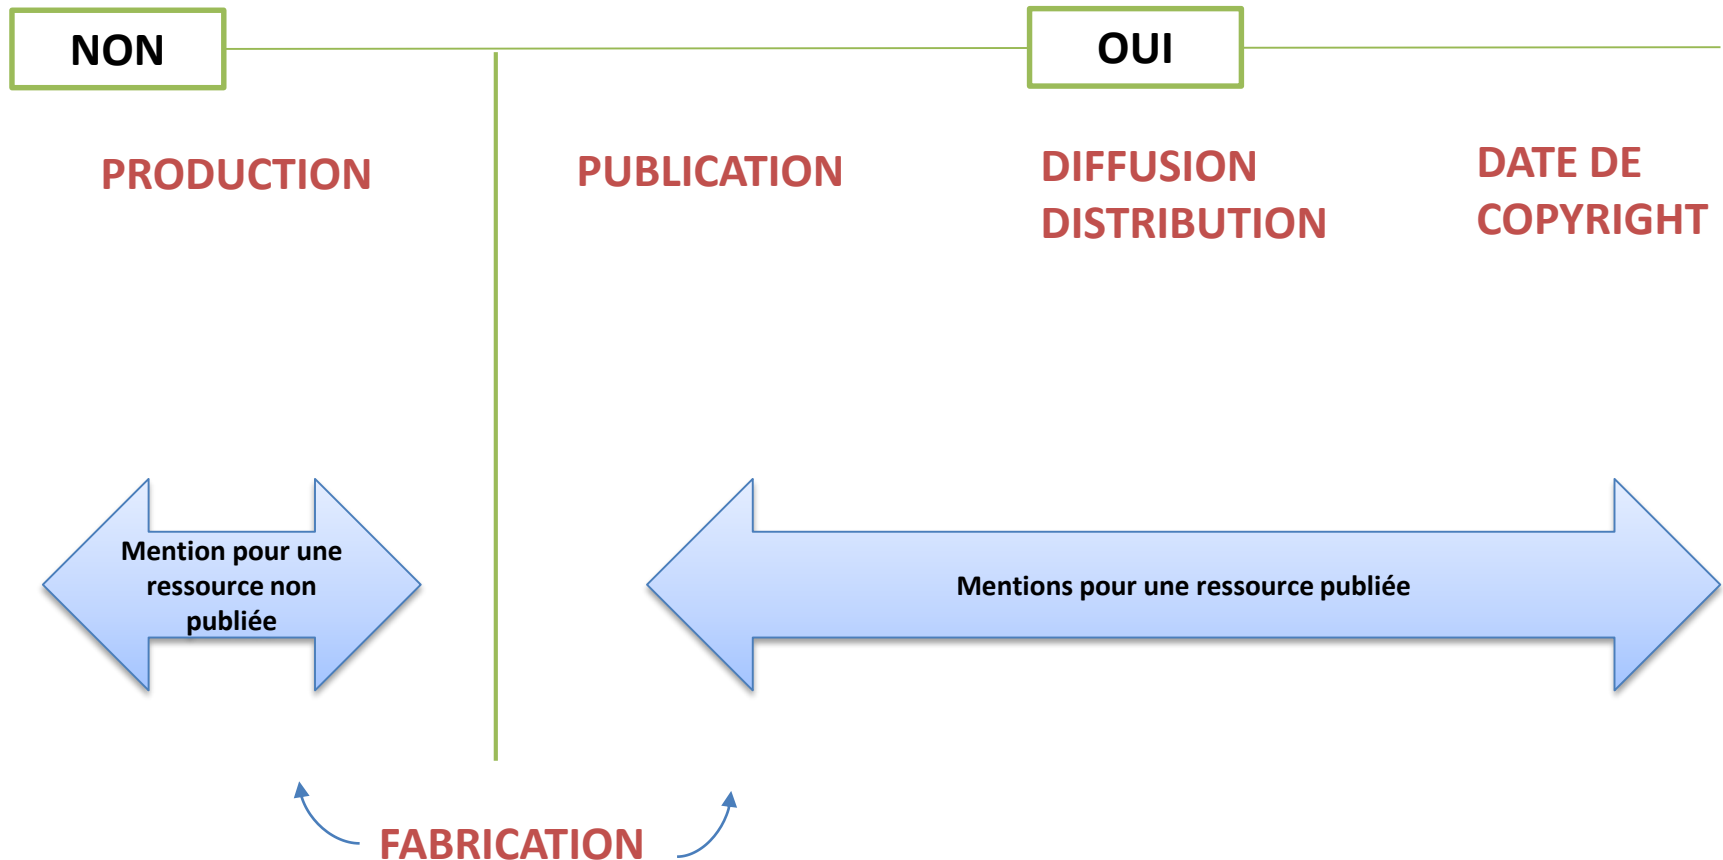 NON
OUI
PRODUCTION
PUBLICATION
DIFFUSION
DISTRIBUTION
DATE DE
COPYRIGHT
Mention pour une
ressource non
publiée
Mentions pour une ressource publiée
FABRICATION